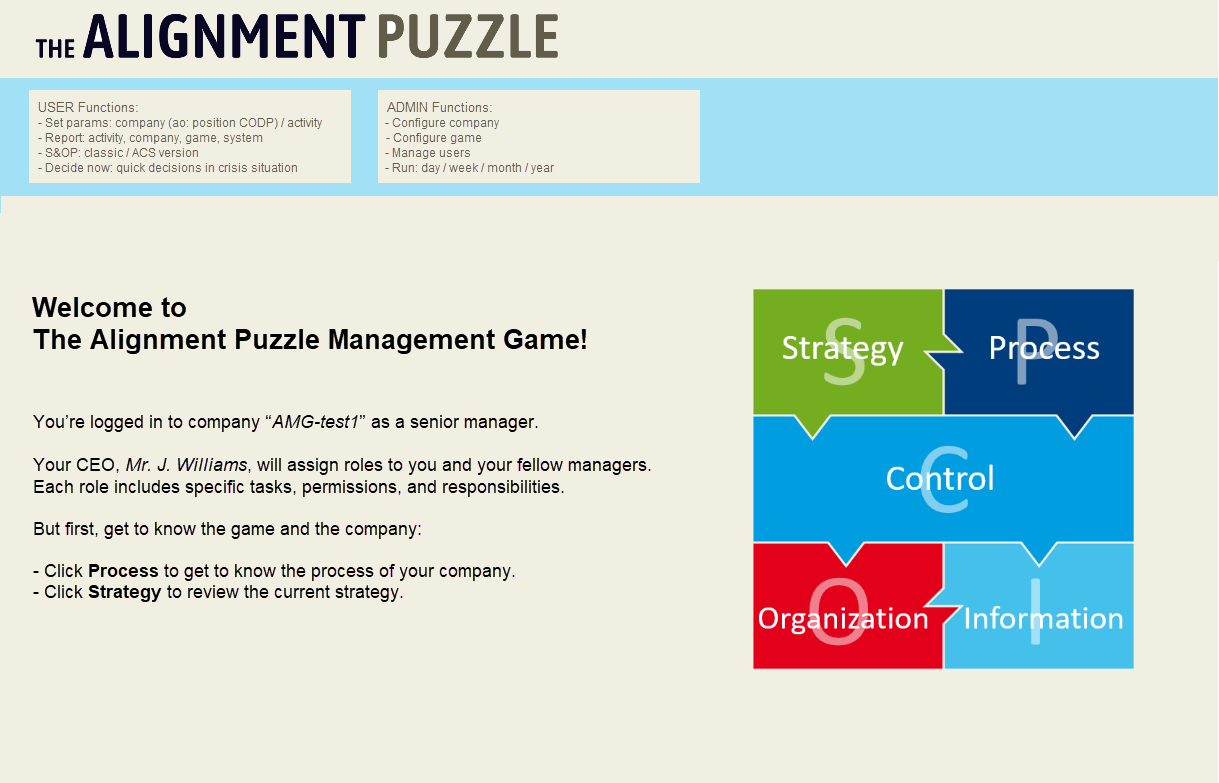 THE ALIGNMENT PUZZLE
USER Functions:
- Set params: company (ao: position CODP) / activity
- Report: activity, company, game, system
- S&OP: classic / ACS version
- Decide now: quick decisions in crisis situation
ADMIN Functions:
- Configure company
- Configure game
- Manage users
- Run: day / week / month / year
Welcome to
The Alignment Puzzle Management Game!
You’re logged in to company “AMG-test1” as a senior manager.
Your CEO, Mr. J. Williams, will assign roles to you and your fellow managers.
Each role includes specific tasks, permissions, and responsibilities.
But first, get to know the game and the company:
- Click Process to get to know the process of your company.
- Click Strategy to review the current strategy.
S
Strategy
P
Process
C
Control
O
Organization
I
Information